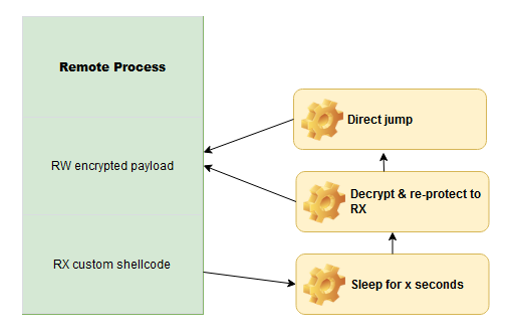 Remote Process
Direct jump
RW encrypted payload
Decrypt & re-protect to
RX
RX custom shellcode
Sleep for x seconds